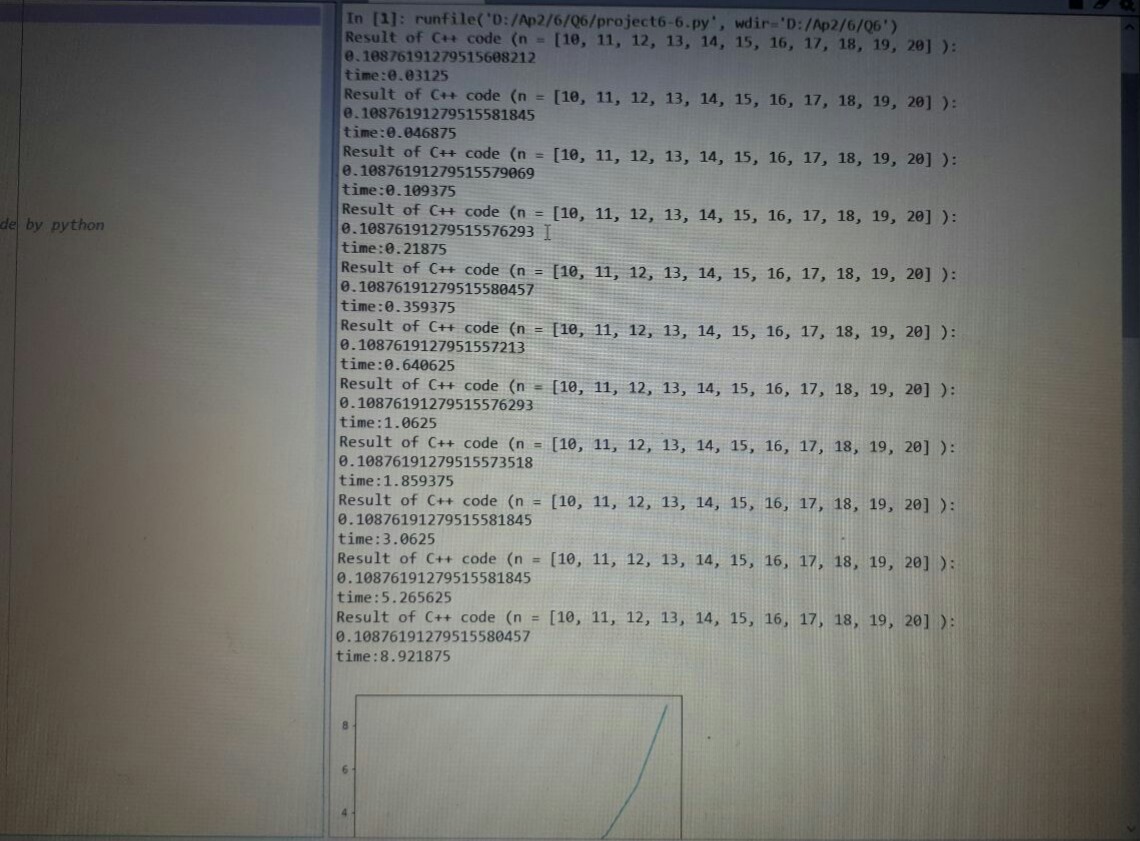 In [1]: runfile('D:/Ap2/6/Q6/project6-6.py', wdir='D:/Ap2/6/Q6')
Result of C++ code (n = [10, 11, 12, 13, 14, 15, 16, 17, 18, 19, 20] ):
0.10876191279515608212
time:0.03125
Result of C++ code (n = [10, 11, 12, 13, 14, 15, 16, 17, 18, 19, 20] ):
0.10876191279515581845
time:0.046875
Result of C++ code (n = [10, 11, 12, 13, 14, 15, 16, 17, 18, 19, 20] ):
0.10876191279515579069
time:0.109375
Result of C++ code (n = [10, 11, 12, 13, 14, 15, 16, 17, 18, 19, 20] ):
de by python
0.10876191279515576293
time:0.21875
Result of C++ code (n = [10, 11, 12, 13, 14, 15, 16, 17, 18, 19, 20] ):
0.10876191279515580457
time:0.359375
Result of C++ code (n = [10, 11, 12, 13, 14, 15, 16, 17, 18, 19, 20] ):
0.1087619127951557213
time:0.640625
Result of C++ code (n = [10, 11, 12, 13, 14, 15, 16, 17, 18, 19, 20] ):
0.10876191279515576293
time:1.0625
Result of C++ code (n = [10, 11, 12, 13, 14, 15, 16, 17, 18, 19, 20] ):
0.10876191279515573518
time:1.859375
Result of C++ code (n = [10, 11, 12, 13, 14, 15, 16, 17, 18, 19, 20] ):
0.10876191279515581845
time:3.0625
Result of C++ code (n = [10, 11, 12, 13, 14, 15, 16, 17, 18, 19, 20] ):
0.10876191279515581845
time:5.265625
Result of C++ code (n = [10, 11, 12, 13, 14, 15, 16, 17, 18, 19, 20] ):
0.10876191279515580457
time:8.921875
8
6
4